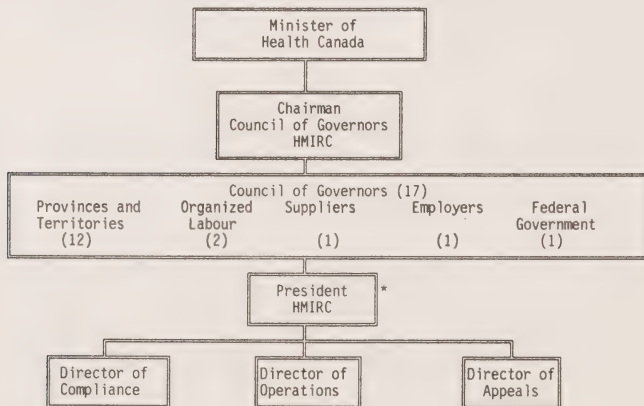 Minister of
Health Canada
Chairman
Council of Governors
HMIRC
Council of Governors (17)
Provinces and Organized Suppliers Employers Federal
Territories Labour Government
(12) (2) (1) (1) (1)
President *
HMIRC
Director of Director of Director of
Compliance Operations Appeals